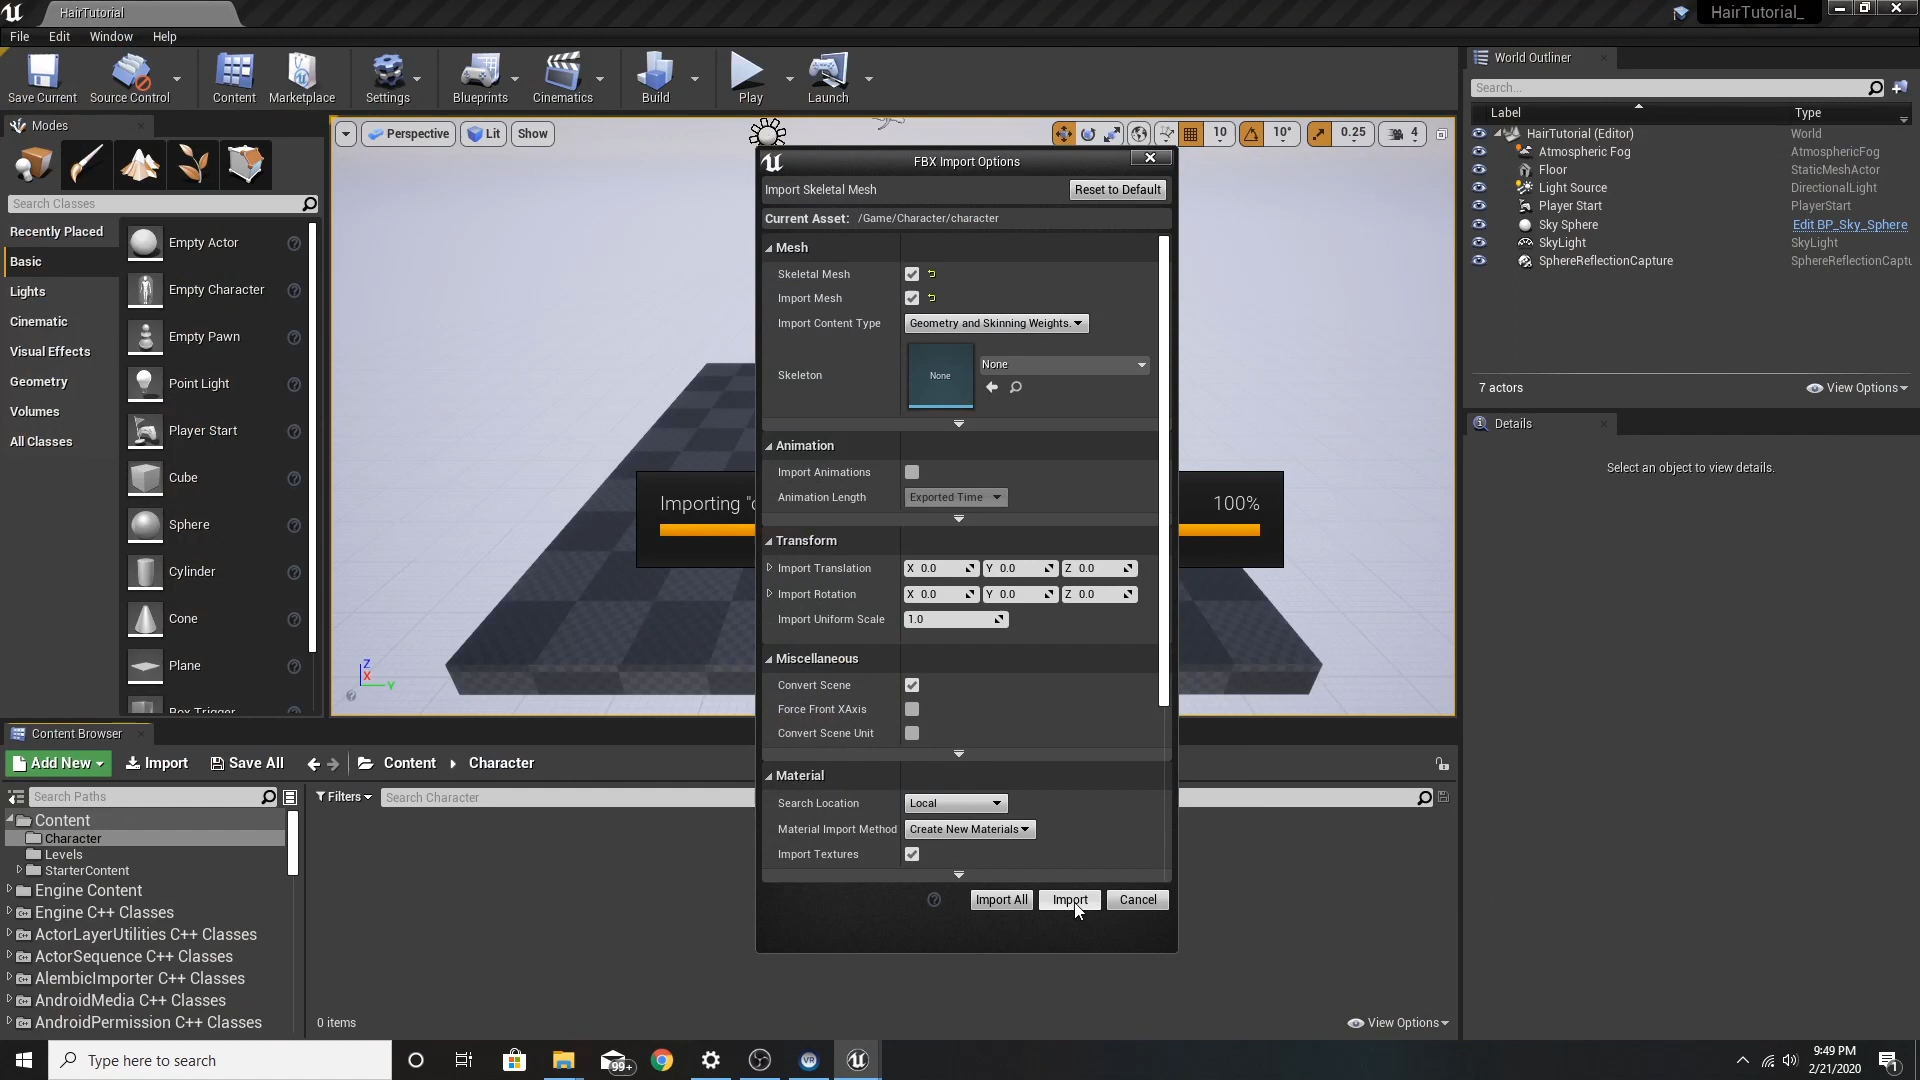 HairTutorial
HairTutorial_
File Edit Window Help
Save Current Source Control Content Marketplace Settings Blueprints Cinematics Build Play Launch
Modes
Search Classes
Recently Placed
Basic
Lights
Cinematic
Visual Effects
Geometry
Volumes
All Classes
Empty Actor
Empty Character
Empty Pawn
Point Light
Player Start
Cube
Sphere
Cylinder
Cone
Plane
Box Trigger
Perspective Lit Show
10 10° 0.25 4
Z
X
Y
Importing "c
100%
FBX Import Options
Import Skeletal Mesh Reset to Default
Current Asset: /Game/Character/character
Mesh
Skeletal Mesh
Import Mesh
Import Content Type Geometry and Skinning Weights.
Skeleton None None
Animation
Import Animations
Animation Length Exported Time
Transform
Import Translation X 0.0 Y 0.0 Z 0.0
Import Rotation X 0.0 Y 0.0 Z 0.0
Import Uniform Scale 1.0
Miscellaneous
Convert Scene
Force Front XAxis
Convert Scene Unit
Material
Search Location Local
Material Import Method Create New Materials
Import Textures
Import All Import Cancel
World Outliner
Search...
Label Type
HairTutorial (Editor) World
Atmospheric Fog AtmosphericFog
Floor StaticMeshActor
Light Source DirectionalLight
Player Start PlayerStart
Sky Sphere Edit BP_Sky_Sphere
SkyLight SkyLight
SphereReflectionCapture SphereReflectionCaptu
7 actors View Options
Details
Select an object to view details.
Content Browser
Add New Import Save All Content Character
Search Paths
Filters Search Character
Content
Character
Levels
StarterContent
Engine Content
Engine C++ Classes
ActorLayerUtilities C++ Classes
ActorSequence C++ Classes
AlembicImporter C++ Classes
AndroidMedia C++ Classes
AndroidPermission C++ Classes
0 items View Options
Type here to search
99+
VR
9:49 PM
2/21/2020
1